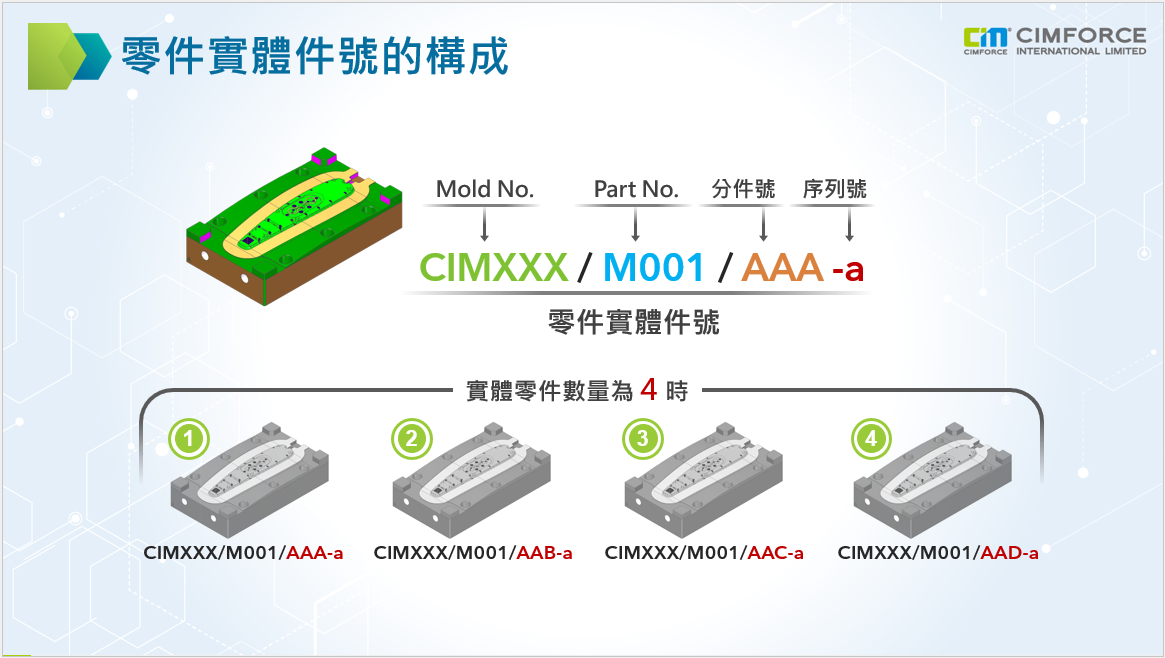 零件實體件號的構成
CIM CIMFORCE
CIMFORCE INTERNATIONAL LIMITED
Mold No. Part No. 分件號 序列號
CIMXXX / M001 / AAA -a
零件實體件號
實體零件數量為 4 時
1 2 3 4
CIMXXX/M001/AAA-a CIMXXX/M001/AAB-a CIMXXX/M001/AAC-a CIMXXX/M001/AAD-a